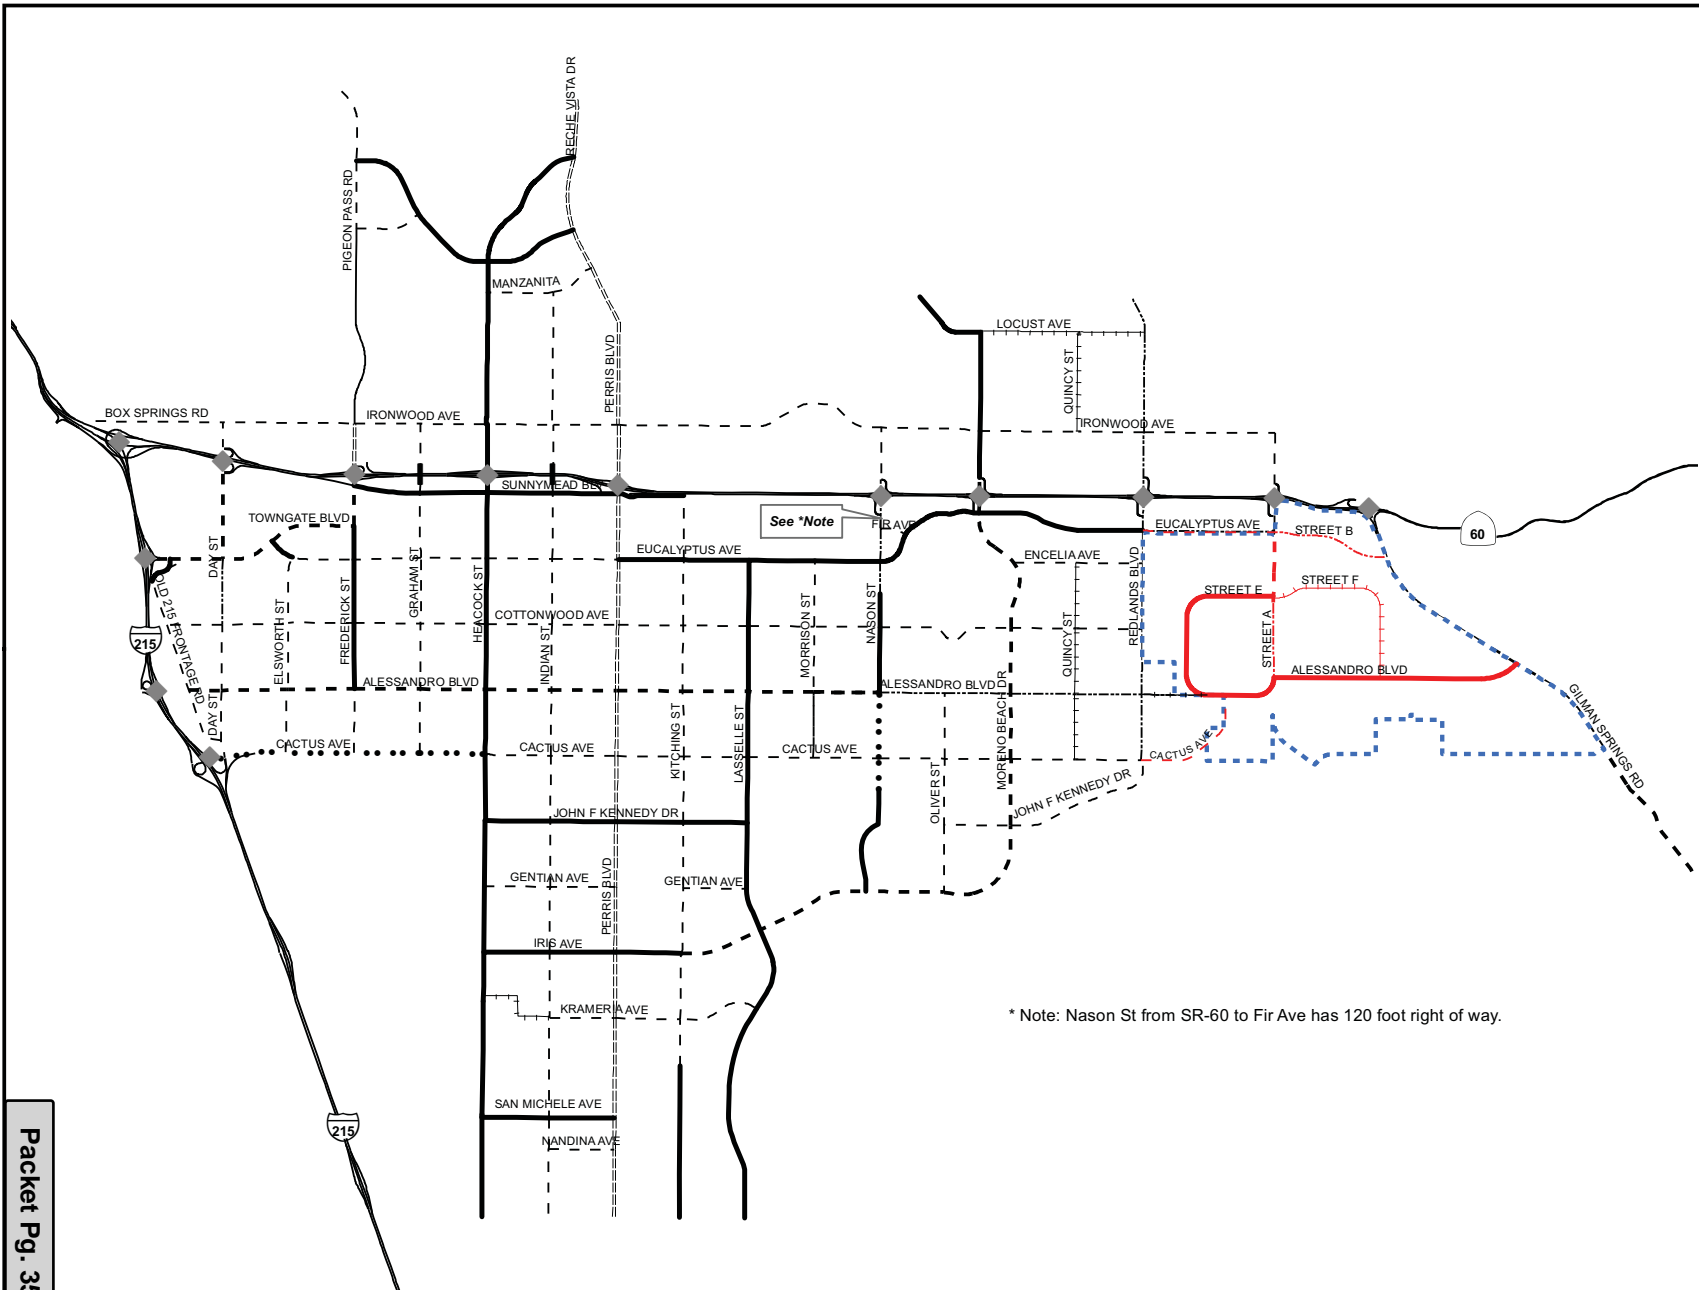 RECHE VISTA DR
PIGEON PASS RD
MANZANITA
LOCUST AVE
PERRIS BLVD
QUINCY ST
BOX SPRINGS RD
IRONWOOD AVE
IRONWOOD AVE
SUNNYMEAD BL
TOWNGATE BLVD
See *Note
FIR AVE
EUCALYPTUS AVE
STREET B
60
DAY ST
EUCALYPTUS AVE
ENCELIA AVE
OLD 215 FRONTAGE RD
ELSWORTH ST
FREDERICK ST
GRAHAM ST
HEACOCK ST
COTTONWOOD AVE
INDIAN ST
MORRISON ST
NASON ST
QUINCY ST
REDLANDS BLVD
STREET E
STREET F
STREET A
215
ALESSANDRO BLVD
ALESSANDRO BLVD
ALESSANDRO BLVD
DAY ST
CACTUS AVE
CACTUS AVE
KITCHING ST
LASSELLE ST
CACTUS AVE
OLIVER ST
MORENO BEACH DR
CACTUS AVE
GILMAN SPRINGS RD
JOHN F KENNEDY DR
JOHN F KENNEDY DR
GENTIAN AVE
PERRIS BLVD
GENTIAN AVE
IRIS AVE
KRAMERIA AVE
* Note: Nason St from SR-60 to Fir Ave has 120 foot right of way.
SAN MICHELE AVE
215
NANDINA AVE
Packet Pg. 35